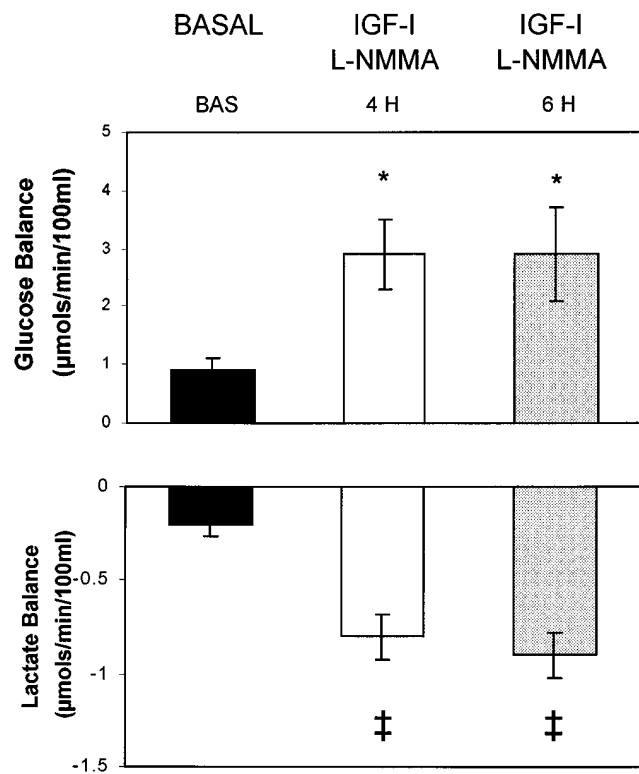 BASAL IGF-I IGF-I
L-NMMA L-NMMA
BAS 4 H 6 H
Glucose Balance
(µmols/min/100ml)
5
4
3
2
1
0
* *
Lactate Balance
(µmols/min/100ml)
0
-0.5
-1
-1.5
‡ ‡